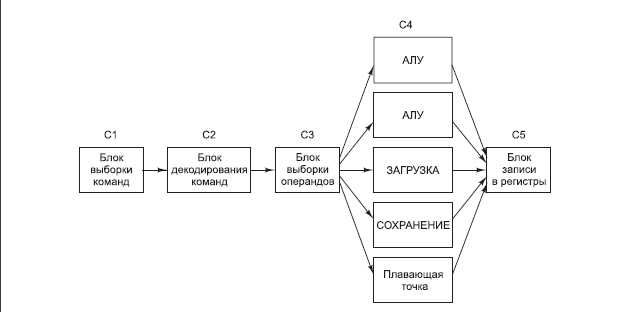 C4
АЛУ
АЛУ
C1
C2
C3
C5
Блок
выборки
команд
Блок
декодирования
команд
Блок
выборки
операндов
ЗАГРУЗКА
Блок
записи
в регистры
СОХРАНЕНИЕ
Плавающая
точка